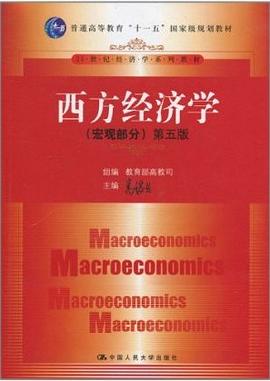 普通高等教育“十一五”国家级规划教材
21世纪经济学系列教材
西方经济学
（宏观部分）第五版
组编 教育部高教司
主编 高鸿业
Macroeconomics
Macroeconomics
Macroeconomics
Macroeconomics
中国人民大学出版社